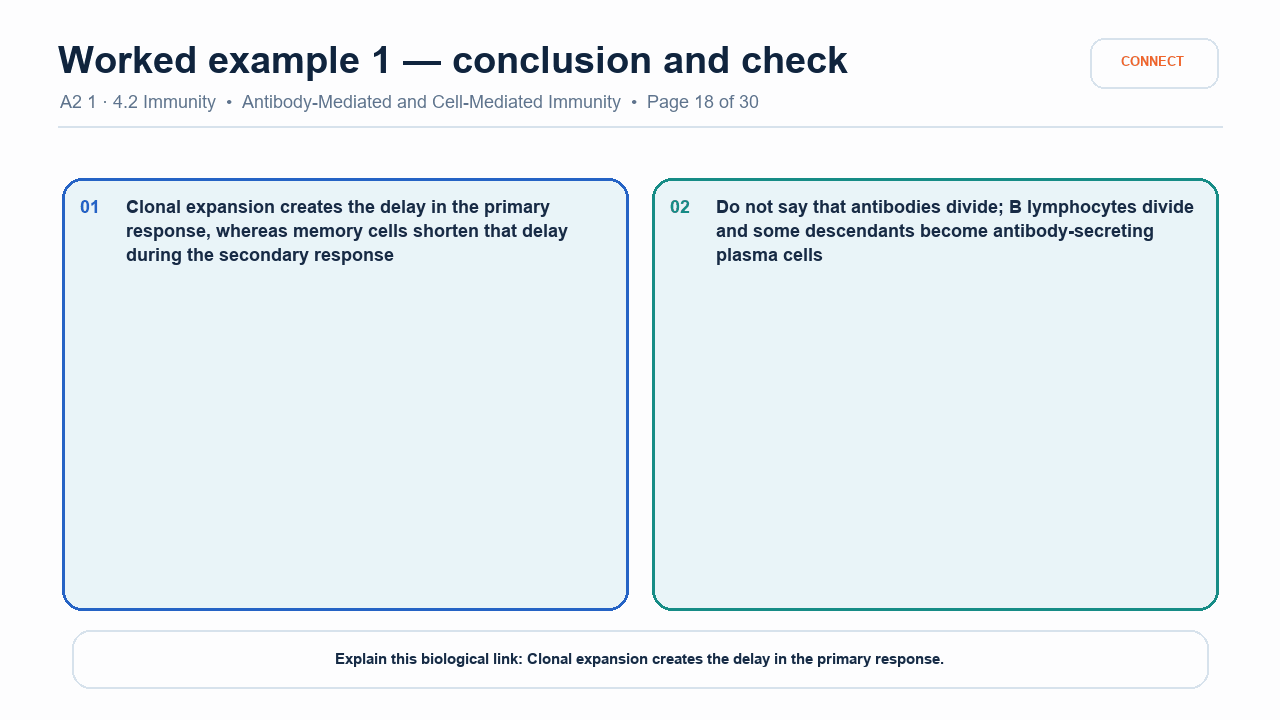 Worked example 1 — conclusion and check
CONNECT
A2 1 · 4.2 Immunity • Antibody-Mediated and Cell-Mediated Immunity • Page 18 of 30
01
Clonal expansion creates the delay in the primary
response, whereas memory cells shorten that delay
during the secondary response
02
Do not say that antibodies divide; B lymphocytes divide
and some descendants become antibody-secreting
plasma cells
Explain this biological link: Clonal expansion creates the delay in the primary response.